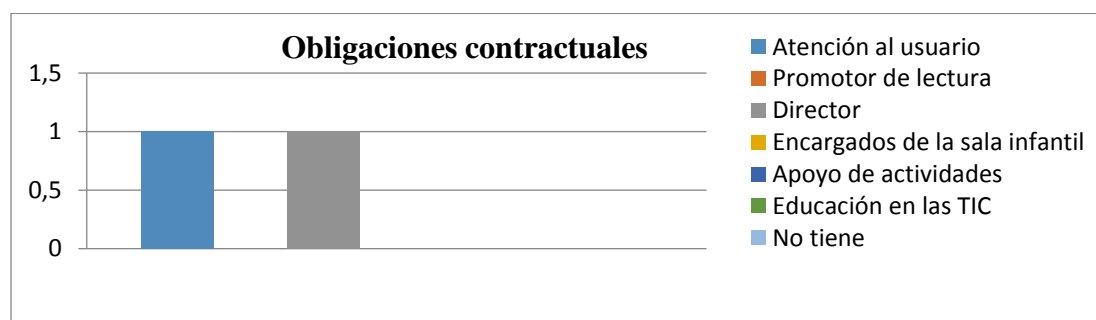 Obligaciones contractuales
1,5
1
0,5
0
Atención al usuario
Promotor de lectura
Director
Encargados de la sala infantil
Apoyo de actividades
Educación en las TIC
No tiene